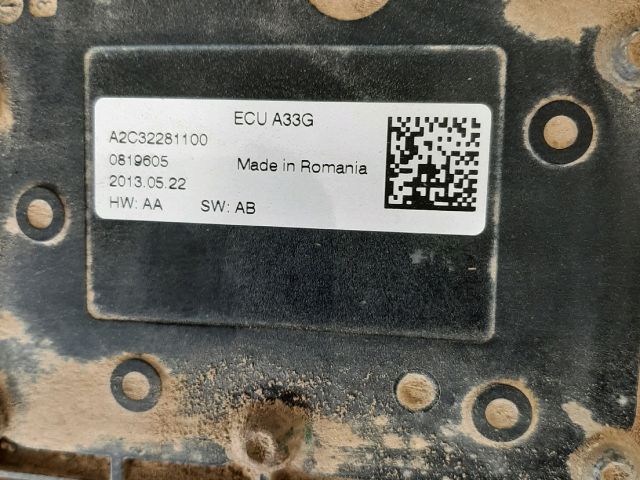 ECU A33G
A2C32281100
0819605 Made in Romania
2013.05.22
HW: AA SW: AB